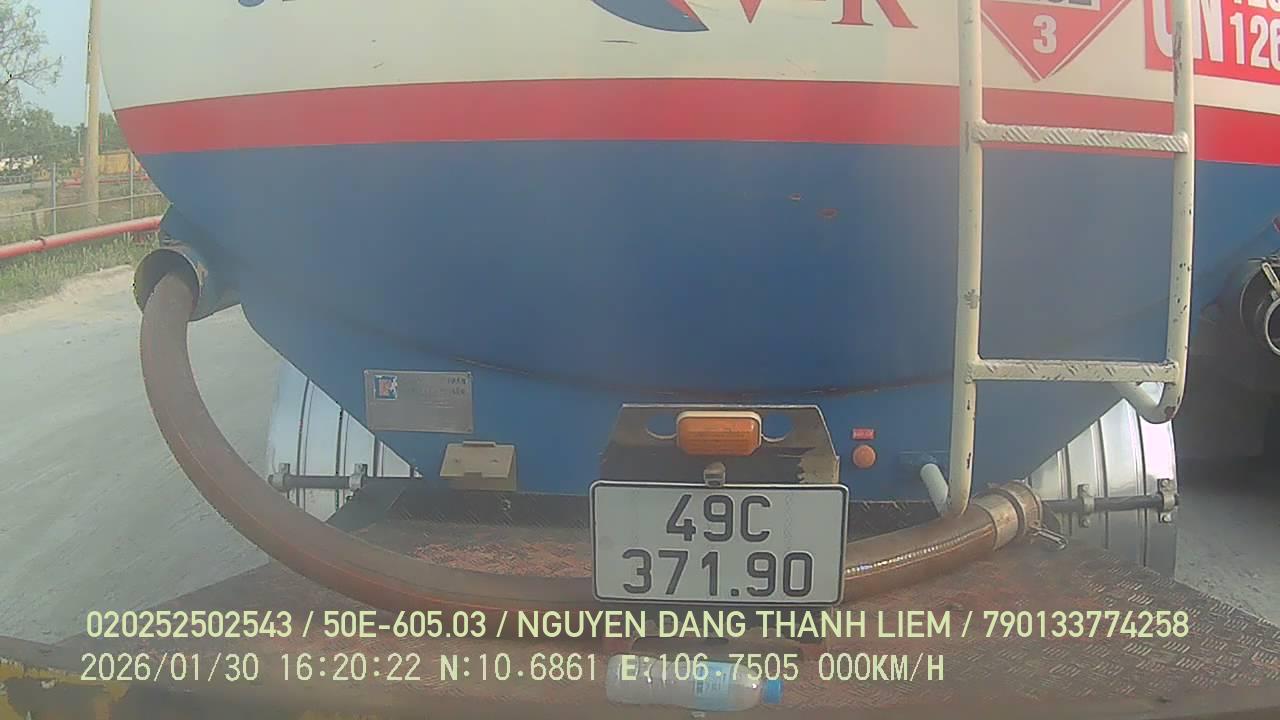 3
UN
126
49C
371.90
020252502543 / 50E-605.03 / NGUYEN DANG THANH LIEM / 790133774258
2026/01/30 16:20:22 N:10.6861 E:106.7505 000KM/H